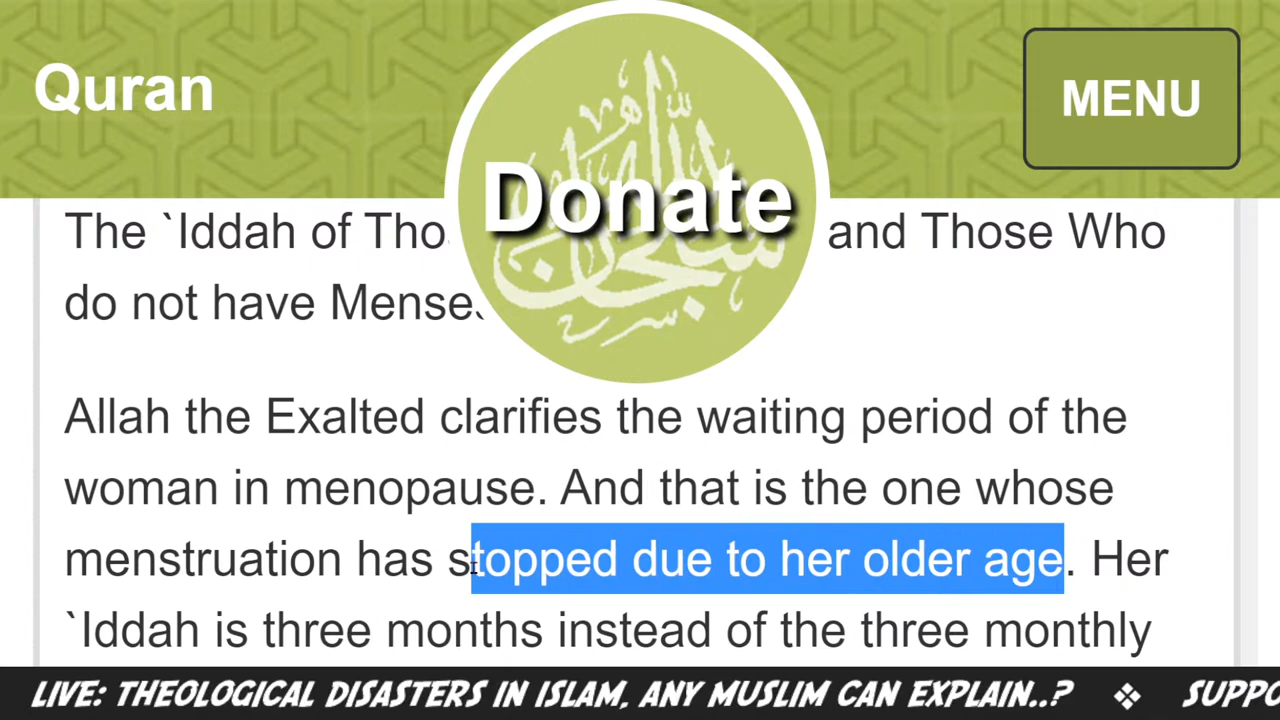 Quran
Donate
MENU
The `Iddah of Tho
and Those Who
do not have Menses
Allah the Exalted clarifies the waiting period of the
woman in menopause. And that is the one whose
menstruation has stopped due to her older age. Her
`Iddah is three months instead of the three monthly
LIVE: THEOLOGICAL DISASTERS IN ISLAM, ANY MUSLIM CAN EXPLAIN..? ❖ SUPPO